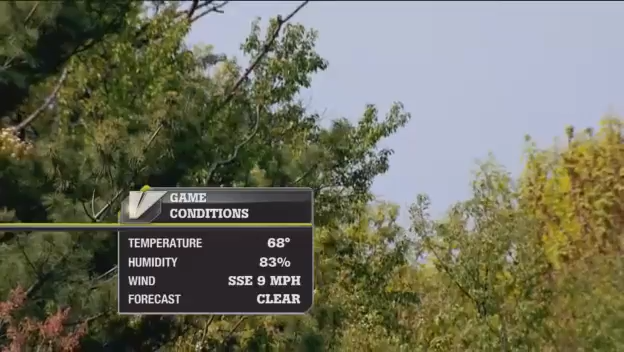 GAME
CONDITIONS
TEMPERATURE 68°
HUMIDITY 83%
WIND SSE 9 MPH
FORECAST CLEAR